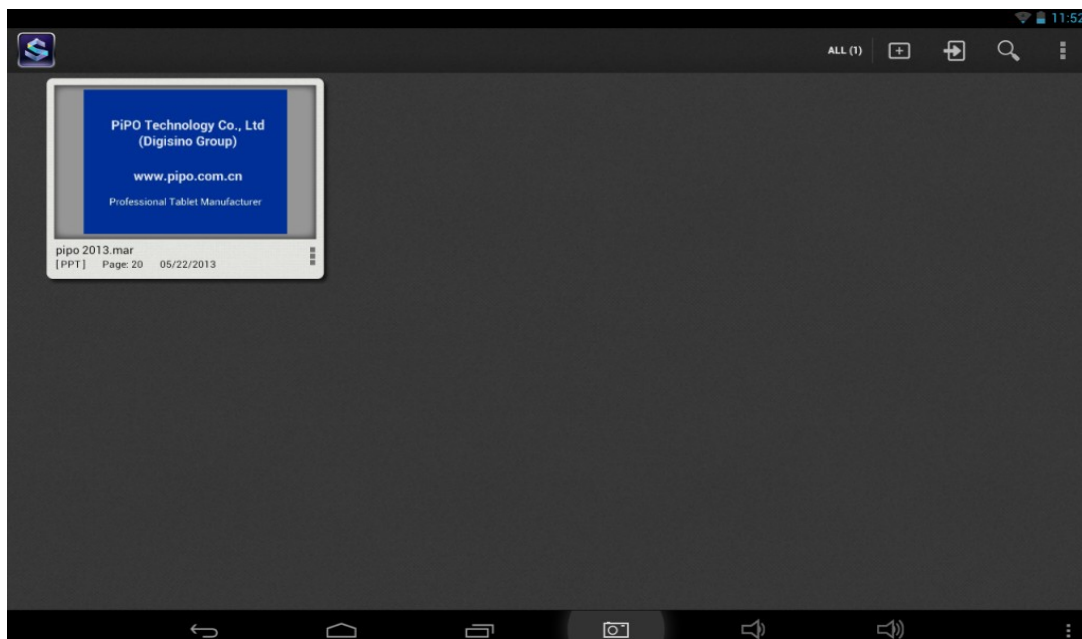 11:52
ALL (1)
PiPO Technology Co., Ltd
(Digisino Group)
www.pipo.com.cn
Professional Tablet Manufacturer
pipo 2013.mar
[PPT] Page: 20 05/22/2013